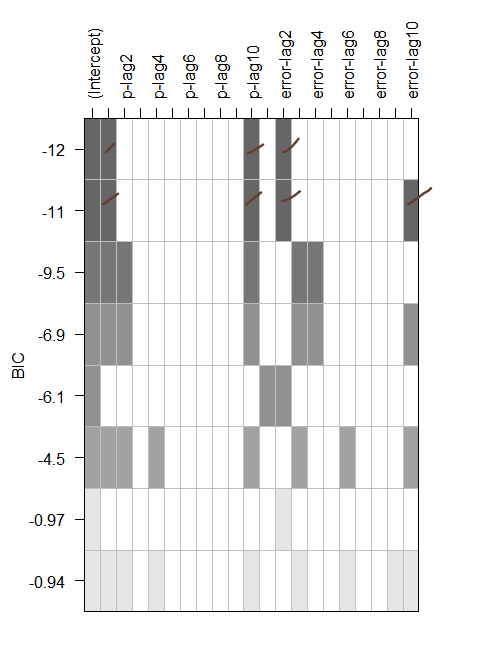 (Intercept)
p-lag2
p-lag4
p-lag6
p-lag8
p-lag10
error-lag2
error-lag4
error-lag6
error-lag8
error-lag10
BIC
-12
-11
-9.5
-6.9
-6.1
-4.5
-0.97
-0.94